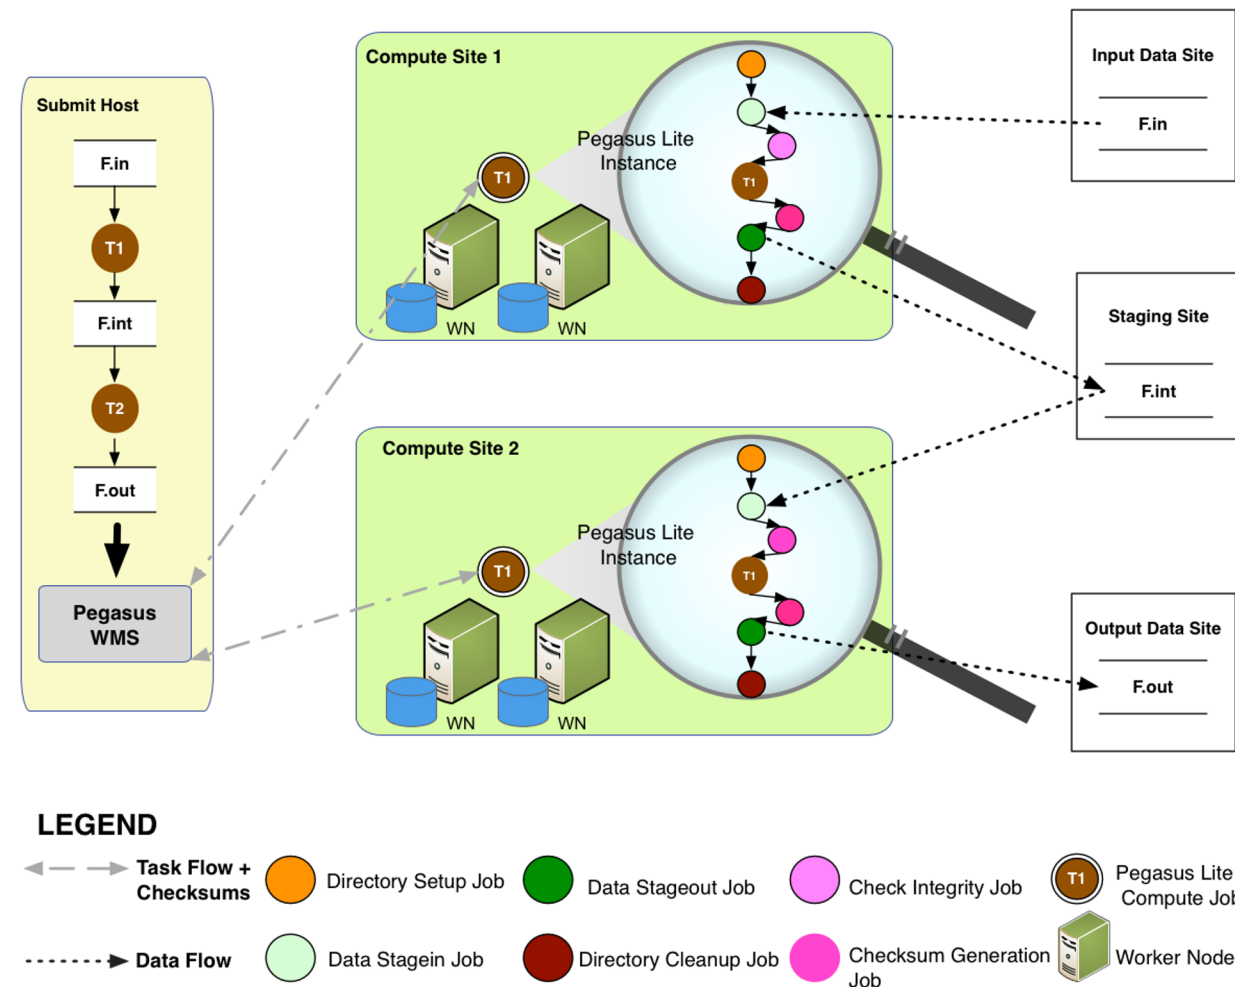 Submit Host
F.in
T1
F.int
T2
F.out
Pegasus
WMS
Compute Site 1
Pegasus Lite
Instance
T1
T1
WN
WN
Compute Site 2
Pegasus Lite
Instance
T1
T1
WN
WN
Input Data Site
F.in
Staging Site
F.int
Output Data Site
F.out
LEGEND
Task Flow +
Checksums
Directory Setup Job
Data Stageout Job
Check Integrity Job
T1
Pegasus Lite
Compute Job
Data Flow
Data Stagein Job
Directory Cleanup Job
Checksum Generation
Job
Worker Node